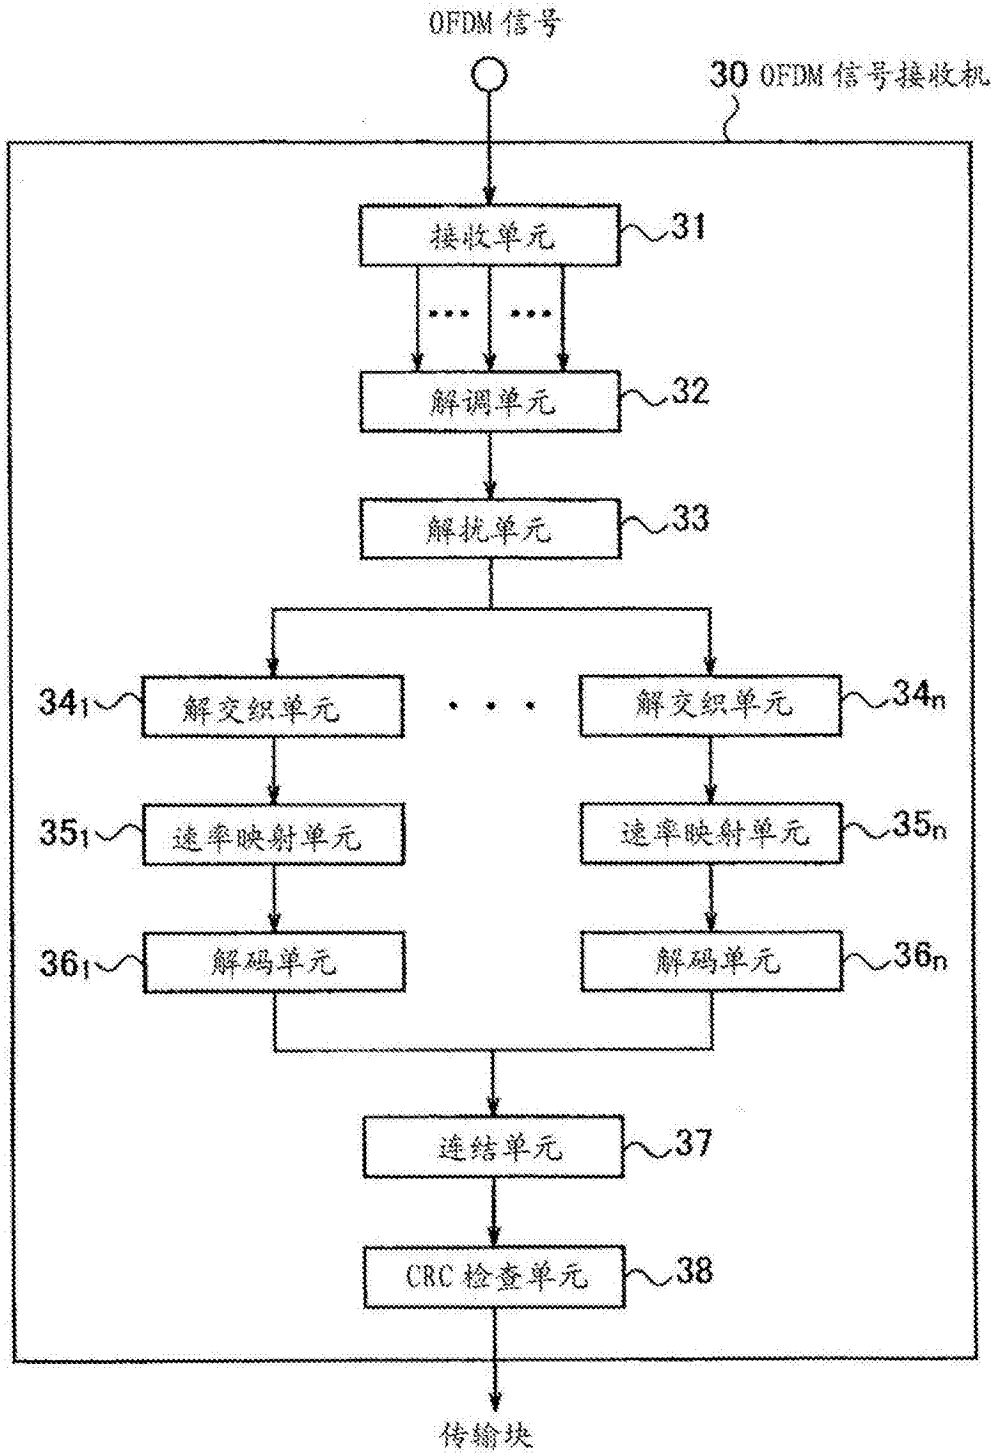 OFDM 信号
30 OFDM 信号接收机
接收单元 31
解调单元 32
解扰单元 33
34₁ 解交织单元 解交织单元 34ₙ
35₁ 速率映射单元 速率映射单元 35ₙ
36₁ 解码单元 解码单元 36ₙ
连结单元 37
CRC 检查单元 38
传输块